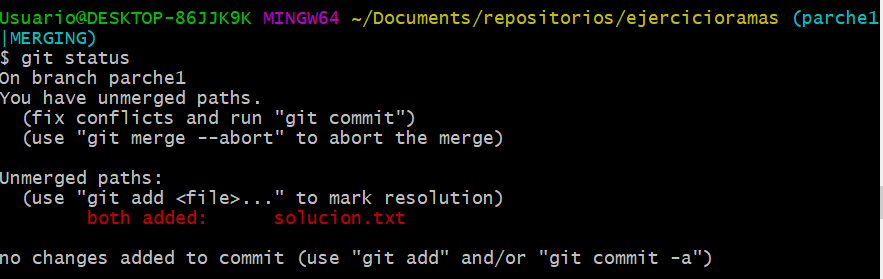 Usuario@DESKTOP-86JJK9K MINGW64 ~/Documents/repositorios/ejercicioramas (parche1
|MERGING)
$ git status
On branch parche1
You have unmerged paths.
  (fix conflicts and run "git commit")
  (use "git merge --abort" to abort the merge)

Unmerged paths:
  (use "git add <file>..." to mark resolution)
        both added:      solucion.txt

no changes added to commit (use "git add" and/or "git commit -a")